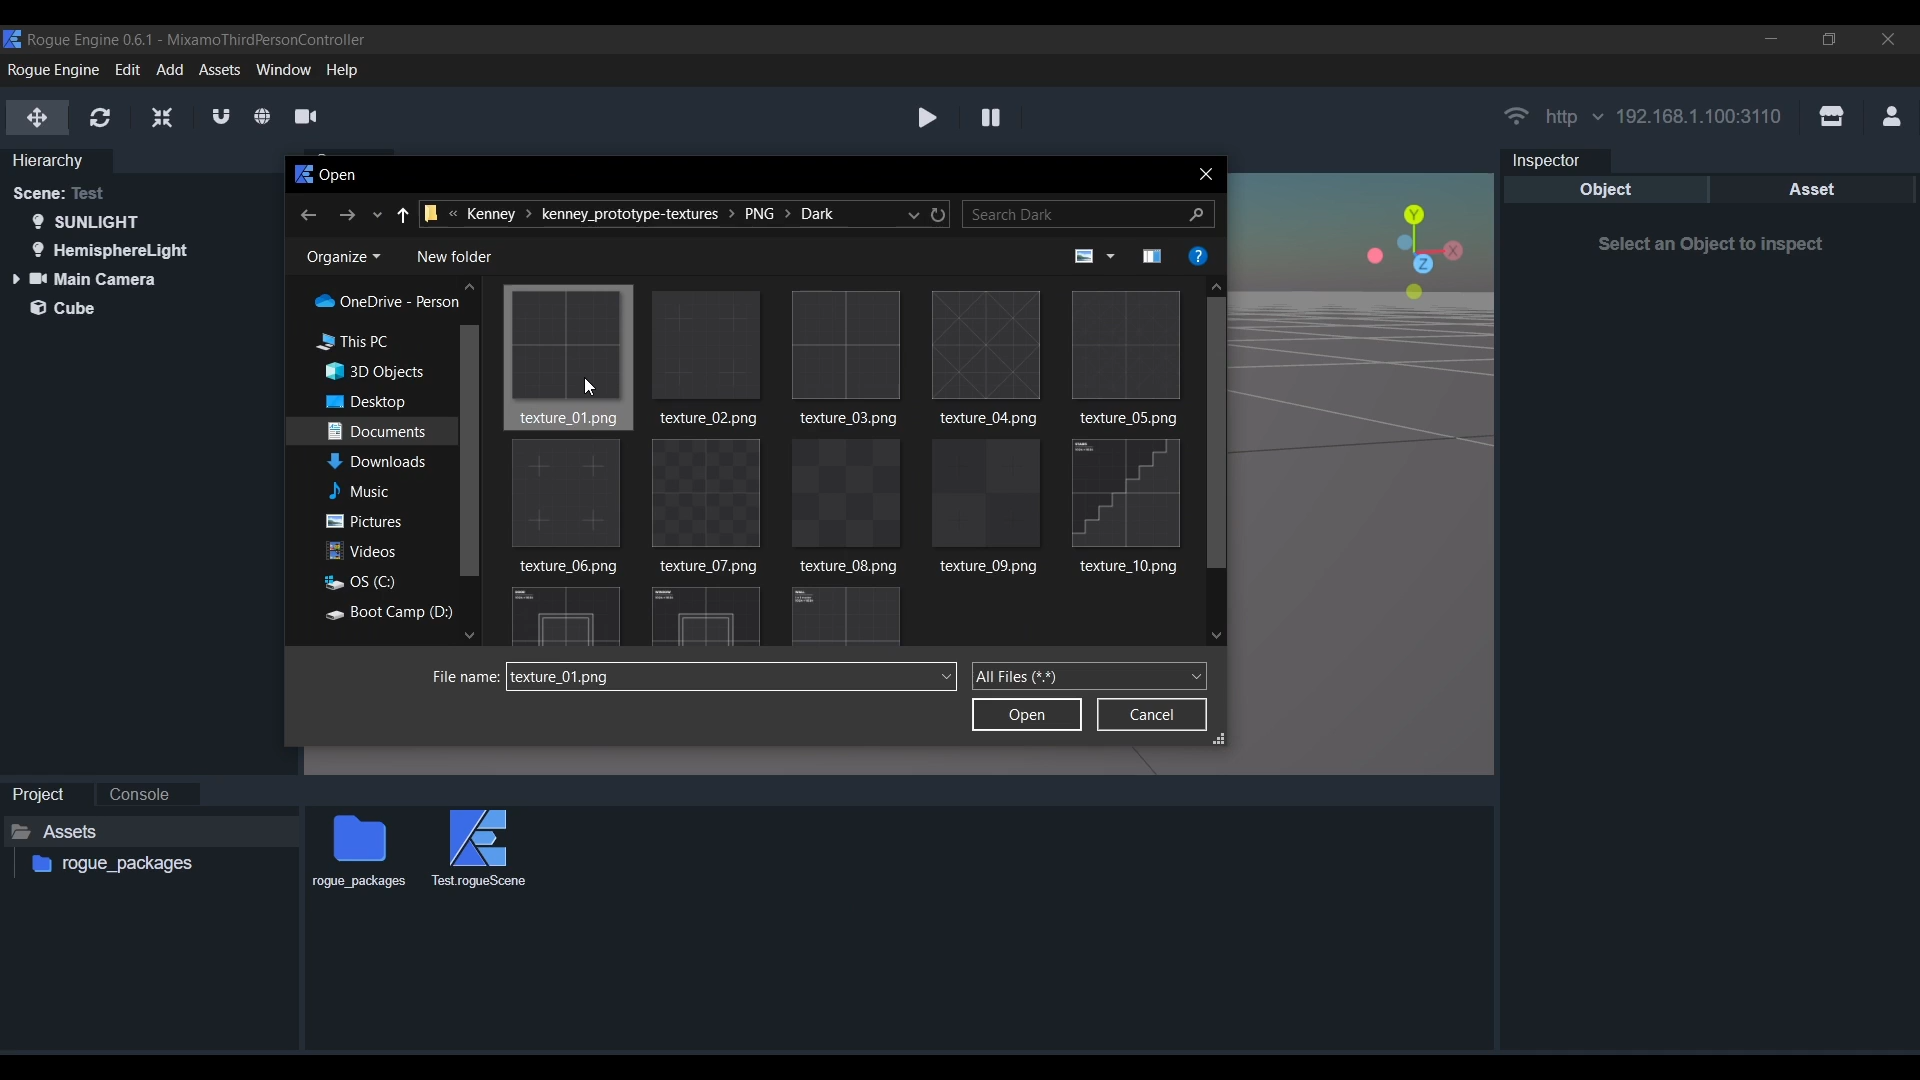 Rogue Engine 0.6.1 - MixamoThirdPersonController
Rogue Engine Edit Add Assets Window Help
http 192.168.1.100:3110
Hierarchy
Scene: Test
SUNLIGHT
HemisphereLight
Main Camera
Cube
Open
« Kenney › kenney_prototype-textures › PNG › Dark
Search Dark
Organize
New folder
OneDrive - Person
This PC
3D Objects
Desktop
Documents
Downloads
Music
Pictures
Videos
OS (C:)
Boot Camp (D:)
texture_01.png texture_02.png texture_03.png texture_04.png texture_05.png
texture_06.png texture_07.png texture_08.png texture_09.png texture_10.png
File name: texture_01.png
All Files (*.*)
Open Cancel
Inspector
Object Asset
Select an Object to inspect
Y
X
Z
Project Console
Assets
rogue_packages
rogue_packages Test.rogueScene